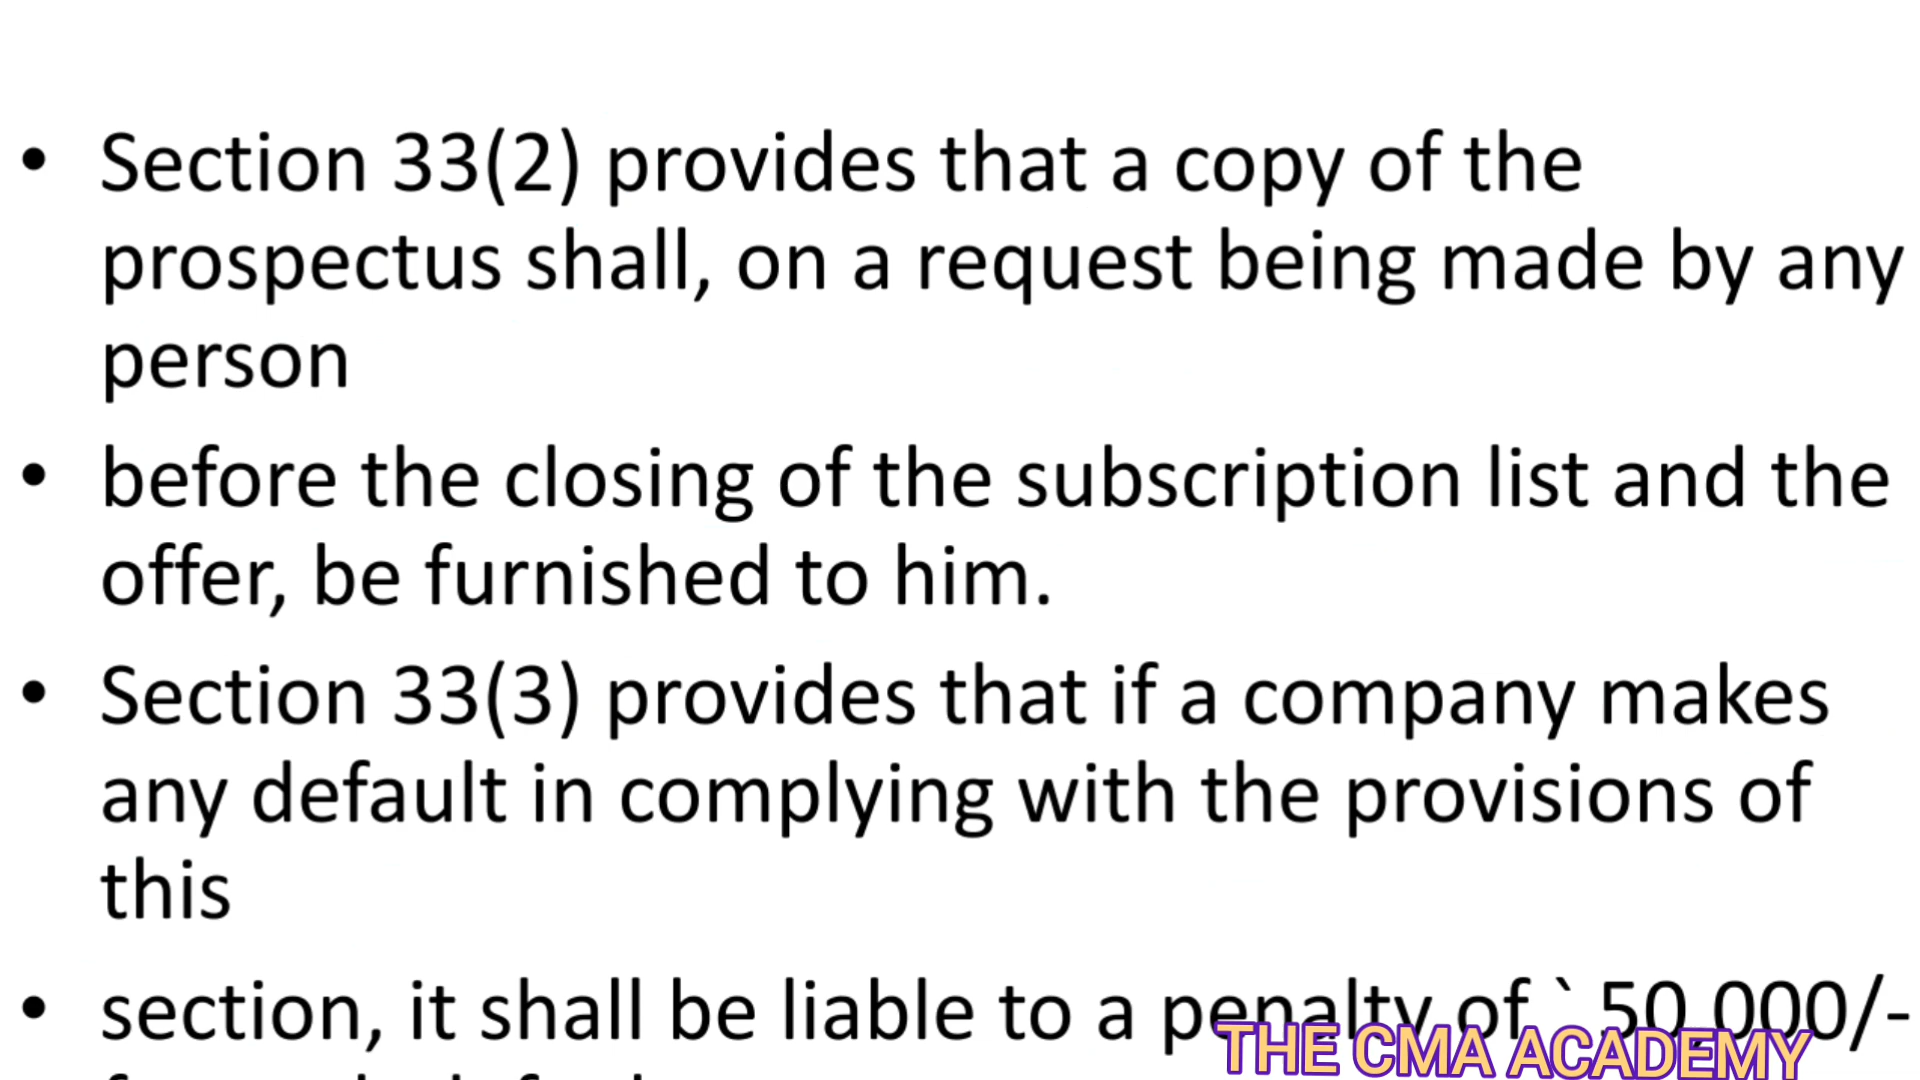 • Section 33(2) provides that a copy of the
prospectus shall, on a request being made by any
person
• before the closing of the subscription list and the
offer, be furnished to him.
• Section 33(3) provides that if a company makes
any default in complying with the provisions of
this
• section, it shall be liable to a penalty of ` 50,000/-
THE CMA ACADEMY